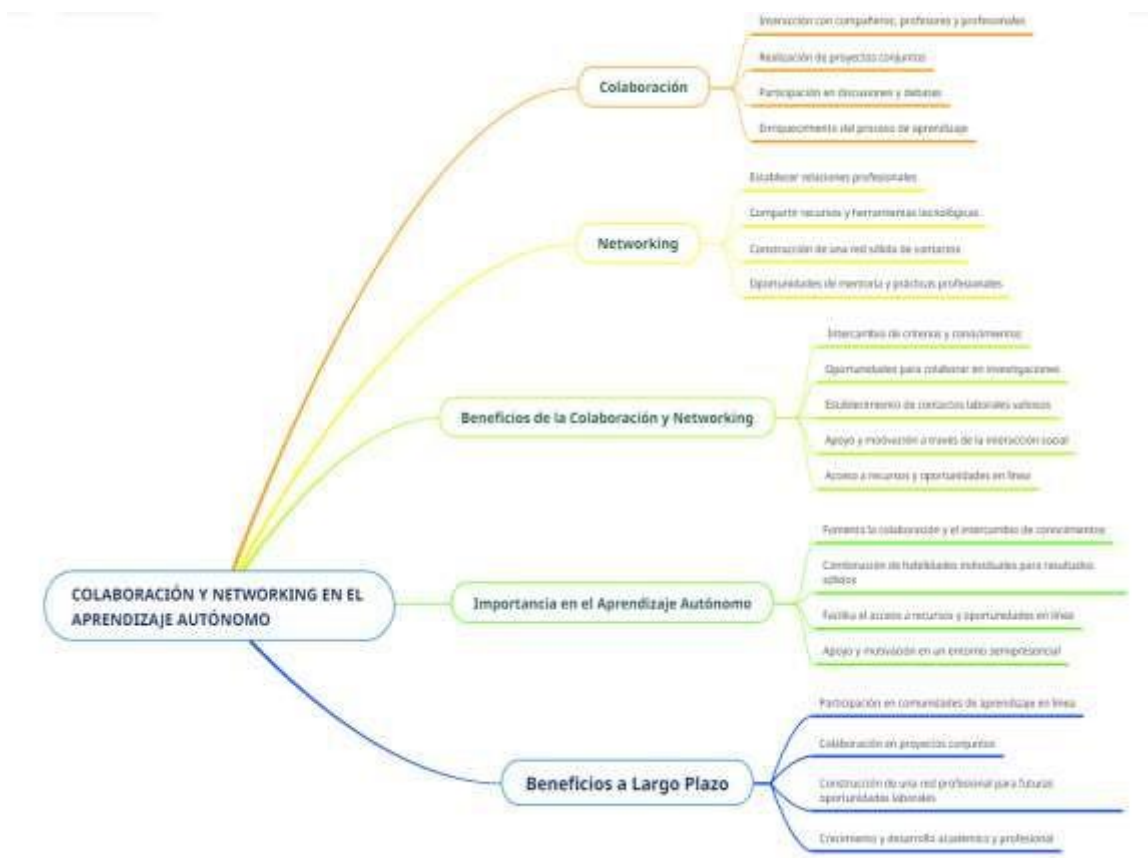 Interacción con compañeros, profesores y profesionales
Realización de proyectos conjuntos
Colaboración
Participación en discusiones y debates
Enriquecimiento del proceso de aprendizaje
Establecer relaciones profesionales
Compartir recursos y herramientas tecnológicas
Networking
Construcción de una red sólida de contactos
Oportunidades de mentoría y prácticas profesionales
Intercambio de criterios y conocimientos
Oportunidades para colaborar en investigaciones
Establecimiento de contactos laborales valiosos
Beneficios de la Colaboración y Networking
Apoyo y motivación a través de la interacción social
Acceso a recursos y oportunidades en línea
Fomenta la colaboración y el intercambio de conocimientos
Combinación de habilidades individuales para resultados
sólidos
COLABORACIÓN Y NETWORKING EN EL
APRENDIZAJE AUTÓNOMO
Importancia en el Aprendizaje Autónomo
Facilita el acceso a recursos y oportunidades en línea
Apoyo y motivación en un entorno semipresencial
Participación en comunidades de aprendizaje en línea
Colaboración en proyectos conjuntos
Beneficios a Largo Plazo
Construcción de una red profesional para futuras
oportunidades laborales
Crecimiento y desarrollo académico y profesional